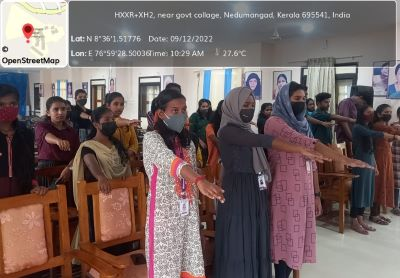 HXXR+XH2, near govt collage, Nedumangad, Kerala 695541, India
Lat: N 8°36'1.51776" Date: 09/12/2022
Lon: E 76°59'28.50036" Time: 10:29 AM 27.6°C
©
OpenStreetMap